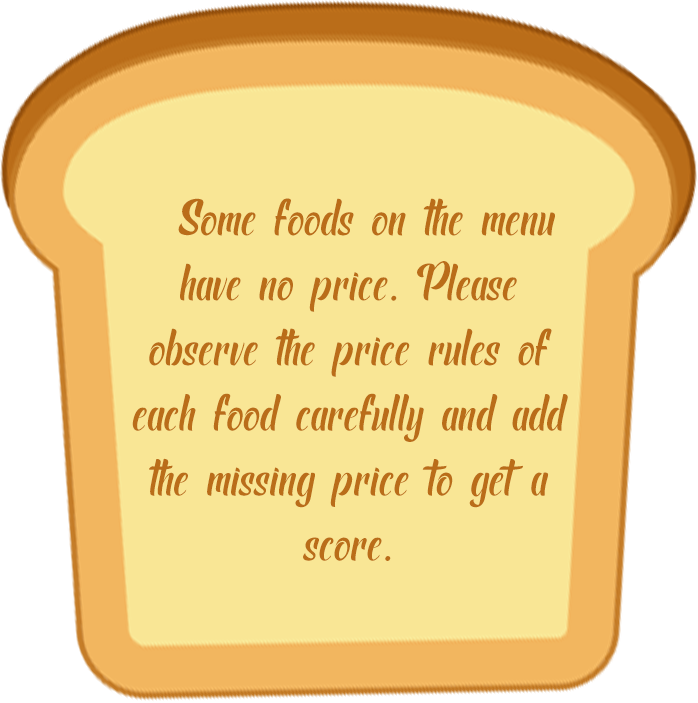 Some foods on the menu
have no price. Please
observe the price rules of
each food carefully and add
the missing price to get a
score.